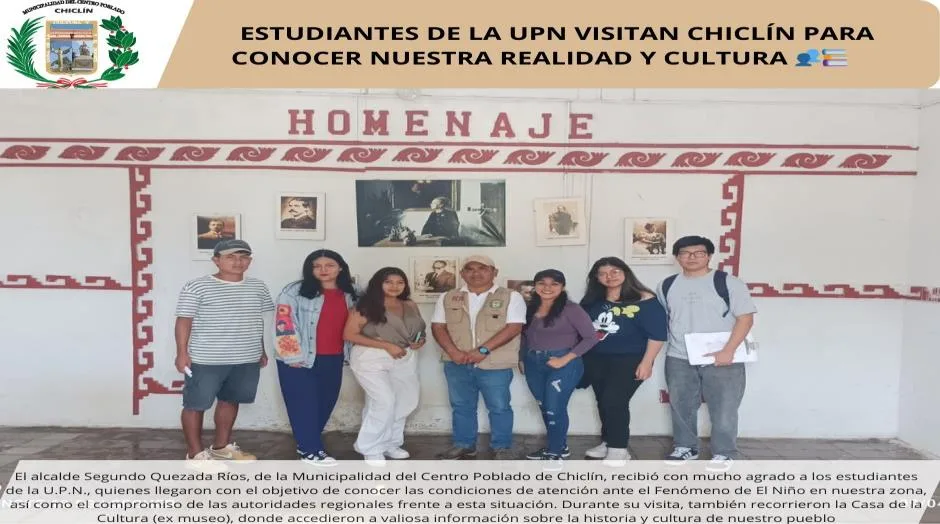 MUNICIPALIDAD DEL CENTRO POBLADO
CHICLÍN
ESTUDIANTES DE LA UPN VISITAN CHICLÍN PARA
CONOCER NUESTRA REALIDAD Y CULTURA
HOMENAJE
El alcalde Segundo Quezada Ríos, de la Municipalidad del Centro Poblado de Chiclín, recibió con mucho agrado a los estudiantes
de la U.P.N., quienes llegaron con el objetivo de conocer las condiciones de atención ante el Fenómeno de El Niño en nuestra zona,
así como el compromiso de las autoridades regionales frente a esta situación. Durante su visita, también recorrieron la Casa de la
Cultura (ex museo), donde accedieron a valiosa información sobre la historia y cultura de nuestro pueblo